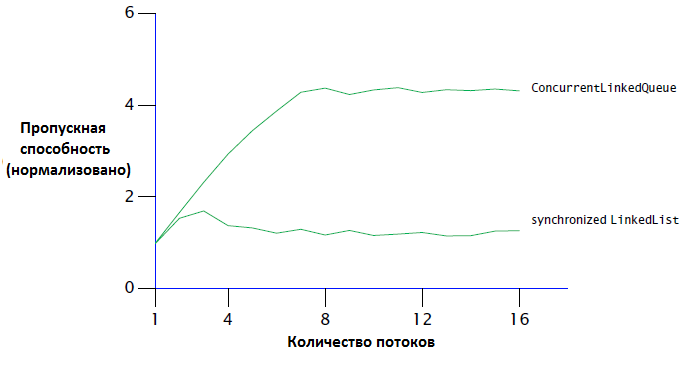 6
4
2
0
Пропускная
способность
(нормализовано)
ConcurrentLinkedQueue
synchronized LinkedList
1 4 8 12 16
Количество потоков